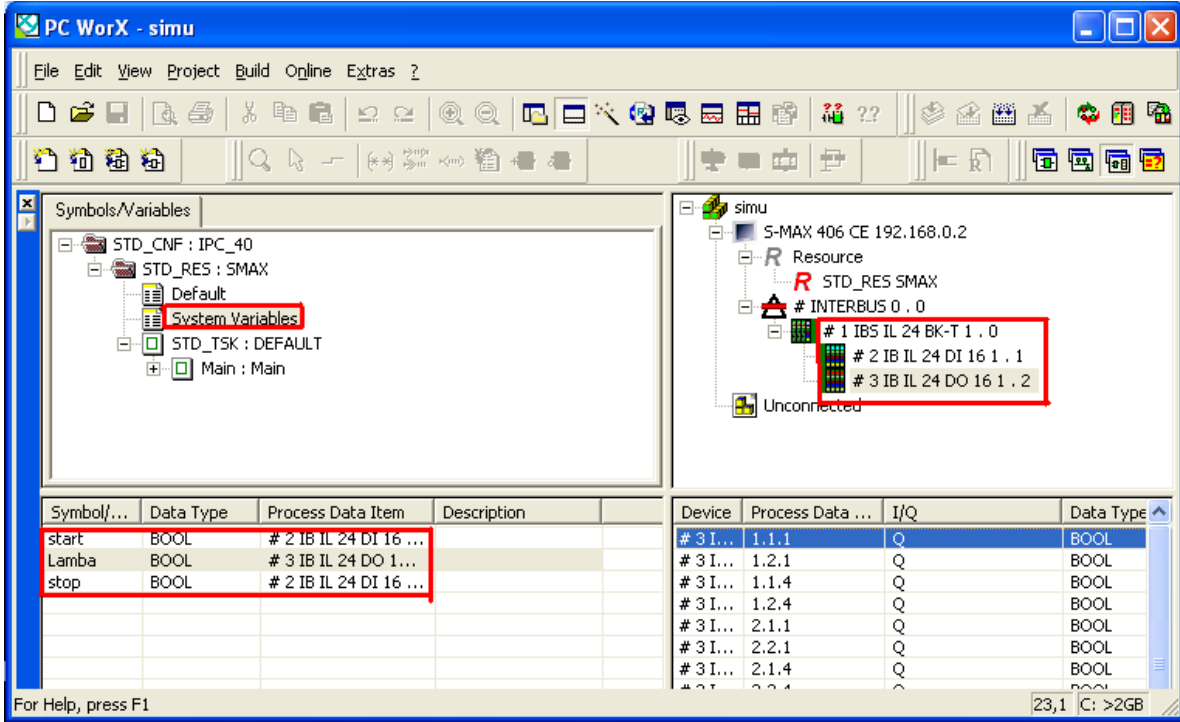 PC WorX - simu
File Edit View Project Build Online Extras ?
Symbols/Variables
STD_CNF : IPC_40
STD_RES : SMAX
Default
System Variables
STD_TSK : DEFAULT
Main : Main
simu
S-MAX 406 CE 192.168.0.2
R Resource
R STD_RES SMAX
# INTERBUS 0 . 0
# 1 IBS IL 24 BK-T 1 . 0
# 2 IB IL 24 DI 16 1 . 1
# 3 IB IL 24 DO 16 1 . 2
Unconnected
Symbol/... Data Type Process Data Item Description
start BOOL # 2 IB IL 24 DI 16 ...
Lamba BOOL # 3 IB IL 24 DO 1...
stop BOOL # 2 IB IL 24 DI 16 ...
Device Process Data ... I/Q Data Type
# 3 I... 1.1.1 Q BOOL
# 3 I... 1.2.1 Q BOOL
# 3 I... 1.1.4 Q BOOL
# 3 I... 1.2.4 Q BOOL
# 3 I... 2.1.1 Q BOOL
# 3 I... 2.2.1 Q BOOL
# 3 I... 2.1.4 Q BOOL
For Help, press F1
23,1 C: >2GB